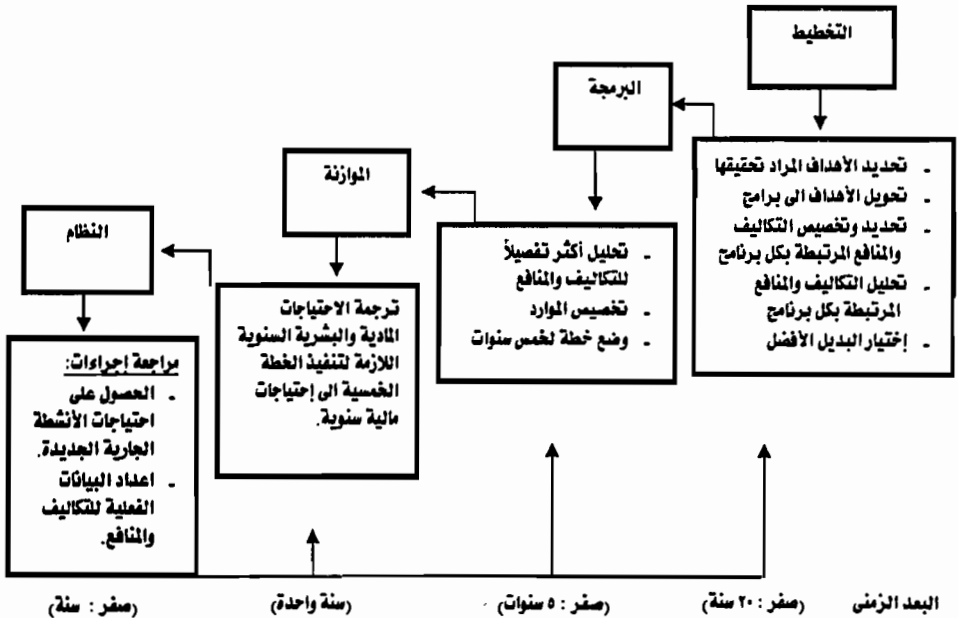 التخطيط
- تحديد الأهداف المراد تحقيقها
- تحويل الأهداف الى برامج
- تحديد وتخصيص التكاليف
والمنافع المرتبطة بكل برنامج
- تحليل التكاليف والمنافع
المرتبطة بكل برنامج
- إختيار البديل الأفضل
البرمجة
- تحليل أكثر تفصيلاً
للتكاليف والمنافع
- تخصيص الموارد
- وضع خطة لخمس سنوات
الموازنة
ترجمة الاحتياجات
المادية والبشرية السنوية
اللازمة لتنفيذ الخطة
الخمسية الى إحتياجات
مالية سنوية.
النظام
مراجعة إجراءات:
- الحصول على
احتياجات الأنشطة
الجارية الجديدة.
- اعداد البيانات
الفعلية للتكاليف
والمنافع.
البعد الزمنى (صفر : ٢٠ سنة) (صفر : ٥ سنوات) (سنة واحدة) (صفر : سنة)